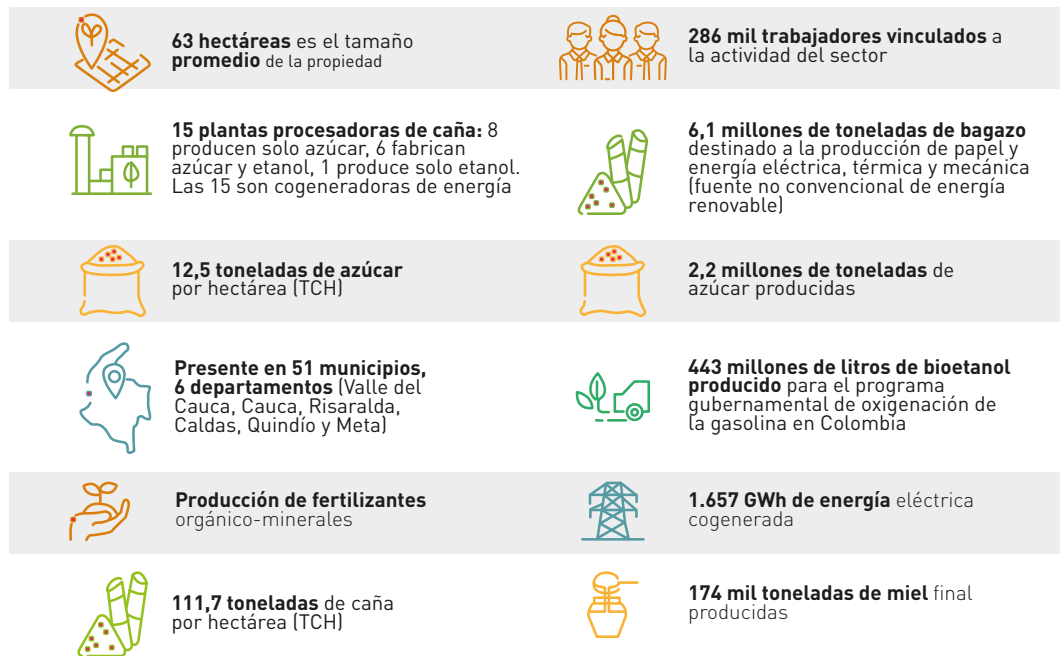 63 hectáreas es el tamaño
promedio de la propiedad
286 mil trabajadores vinculados a
la actividad del sector
15 plantas procesadoras de caña: 8
producen solo azúcar, 6 fabrican
azúcar y etanol, 1 produce solo etanol.
Las 15 son cogeneradoras de energía
6,1 millones de toneladas de bagazo
destinado a la producción de papel y
energía eléctrica, térmica y mecánica
(fuente no convencional de energía
renovable)
12,5 toneladas de azúcar
por hectárea (TCH)
2,2 millones de toneladas de
azúcar producidas
Presente en 51 municipios,
6 departamentos (Valle del
Cauca, Cauca, Risaralda,
Caldas, Quindío y Meta)
443 millones de litros de bioetanol
producido para el programa
gubernamental de oxigenación de
la gasolina en Colombia
Producción de fertilizantes
orgánico-minerales
1.657 GWh de energía eléctrica
cogenerada
111,7 toneladas de caña
por hectárea (TCH)
174 mil toneladas de miel final
producidas